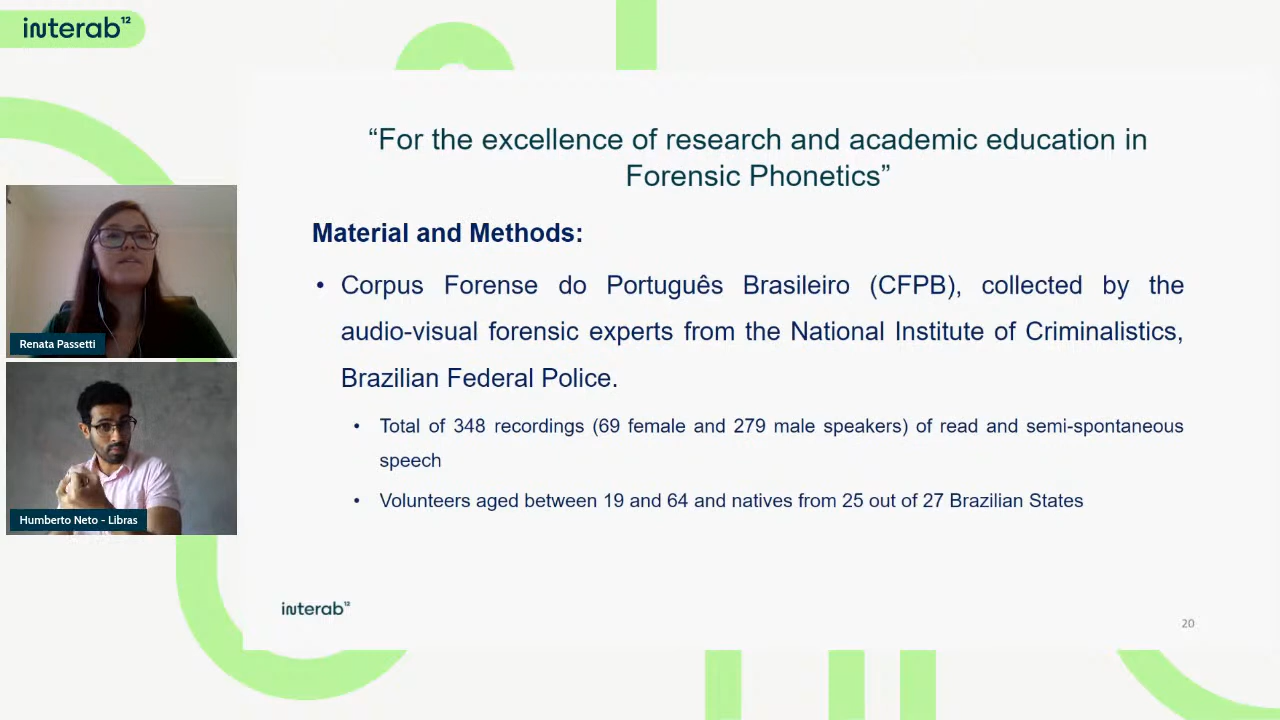 interab¹²
“For the excellence of research and academic education in
Forensic Phonetics”
Material and Methods:
• Corpus Forense do Português Brasileiro (CFPB), collected by the
audio-visual forensic experts from the National Institute of Criminalistics,
Brazilian Federal Police.
• Total of 348 recordings (69 female and 279 male speakers) of read and semi-spontaneous
speech
• Volunteers aged between 19 and 64 and natives from 25 out of 27 Brazilian States
Renata Passetti
Humberto Neto - Libras
interab¹²
20